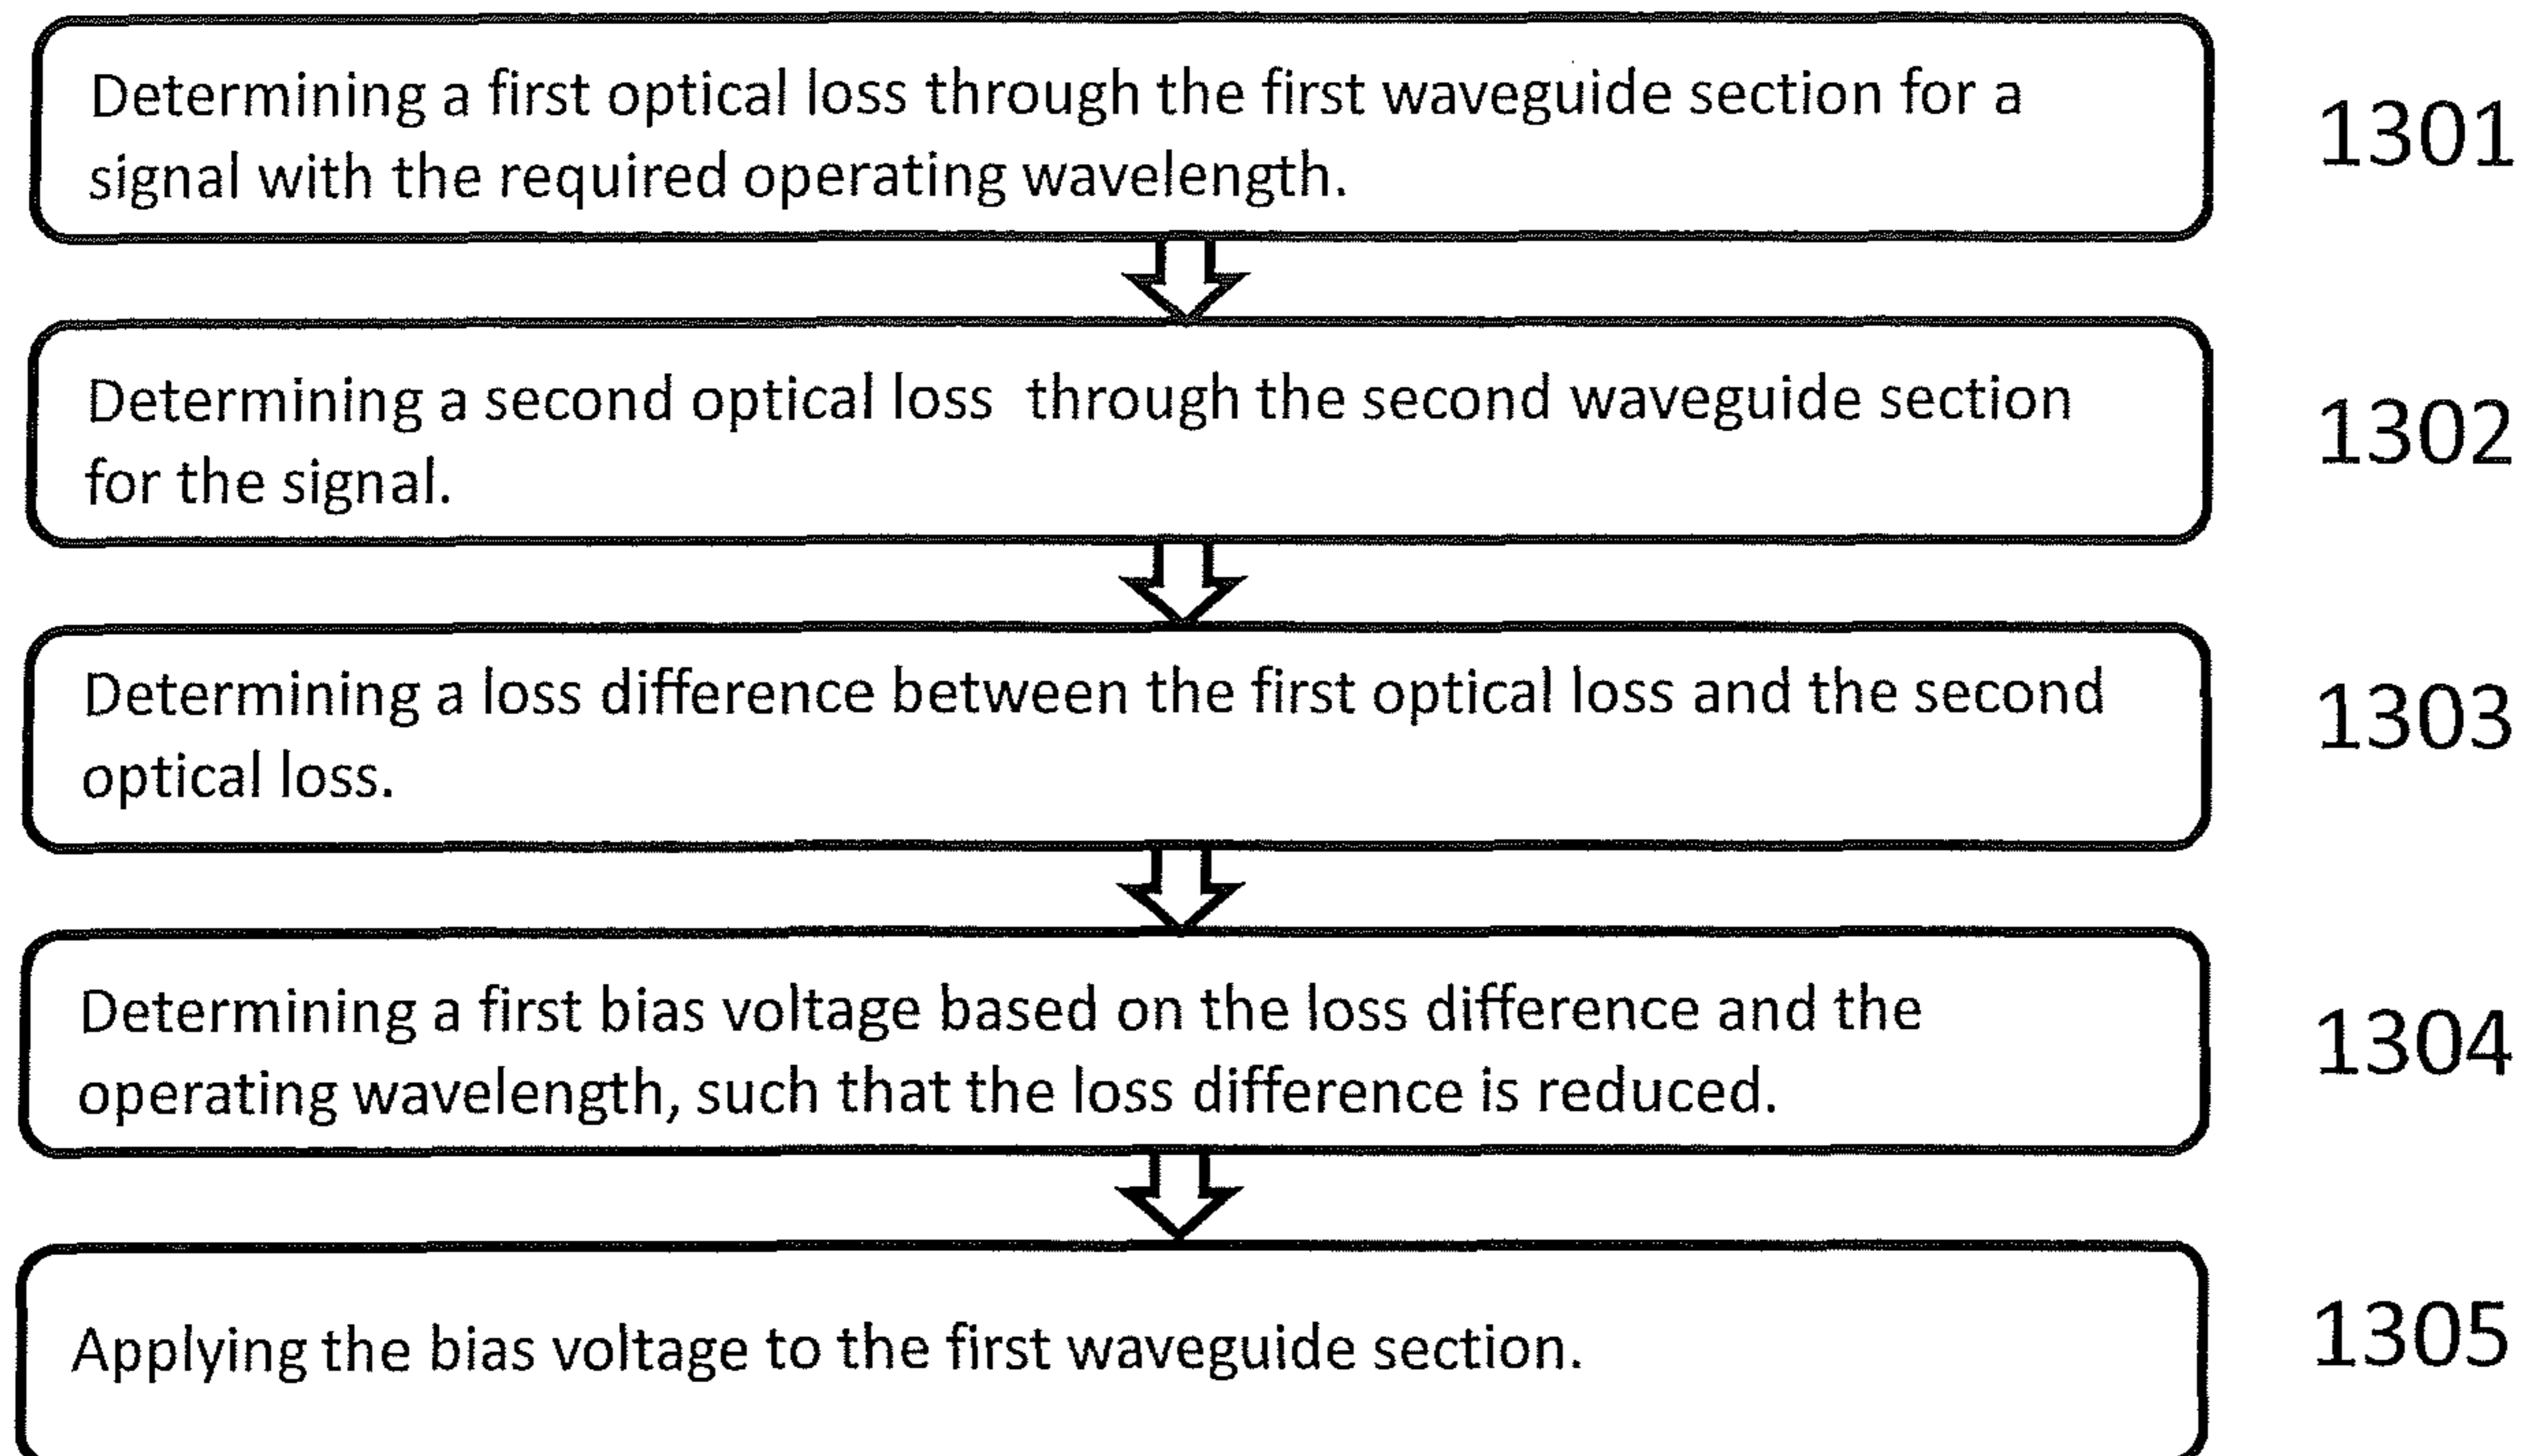 Determining a first optical loss through the first waveguide section for a
signal with the required operating wavelength.
1301
Determining a second optical loss through the second waveguide section
for the signal.
1302
Determining a loss difference between the first optical loss and the second
optical loss.
1303
Determining a first bias voltage based on the loss difference and the
operating wavelength, such that the loss difference is reduced.
1304
Applying the bias voltage to the first waveguide section.
1305